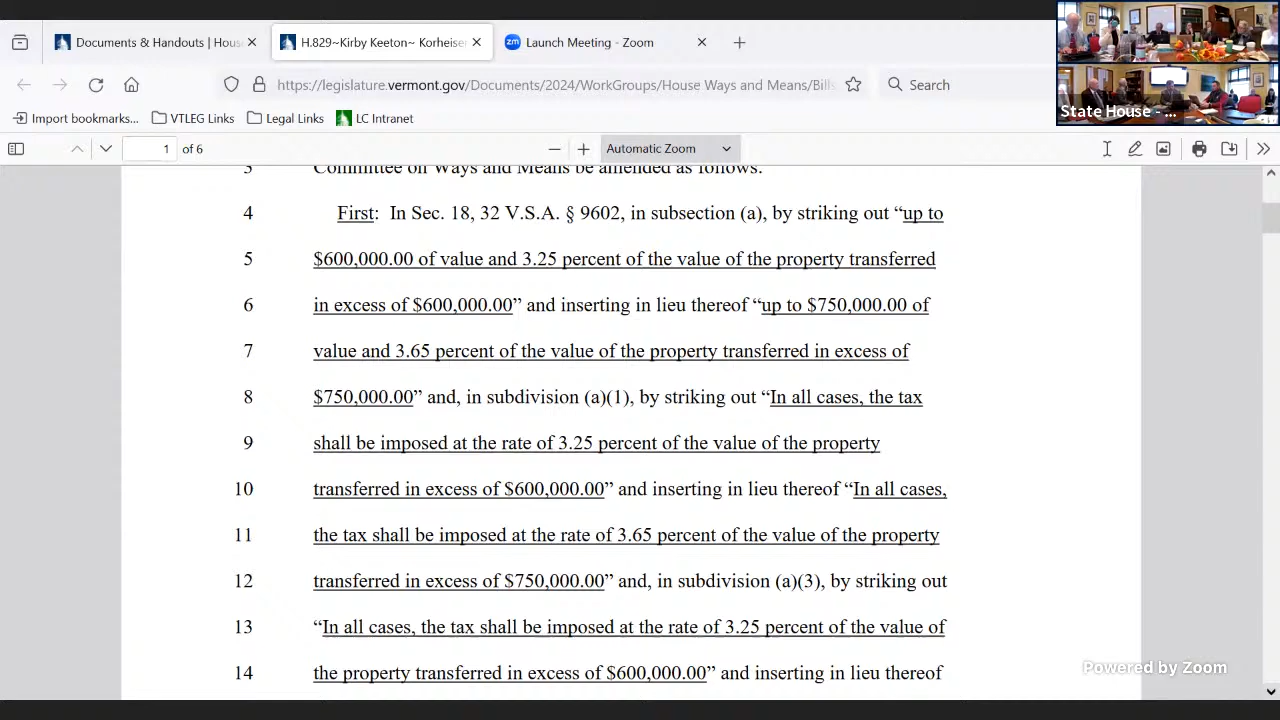 Documents & Handouts | Hous
H.829~Kirby Keeton~ Korheise
Launch Meeting - Zoom
https://legislature.vermont.gov/Documents/2024/WorkGroups/House Ways and Means/Bills
Search
Import bookmarks...
VTLEG Links
Legal Links
LC Intranet
State House - ...
1 of 6
Automatic Zoom
3 Committee on Ways and Means be amended as follows:
4 First: In Sec. 18, 32 V.S.A. § 9602, in subsection (a), by striking out “up to
5 $600,000.00 of value and 3.25 percent of the value of the property transferred
6 in excess of $600,000.00” and inserting in lieu thereof “up to $750,000.00 of
7 value and 3.65 percent of the value of the property transferred in excess of
8 $750,000.00” and, in subdivision (a)(1), by striking out “In all cases, the tax
9 shall be imposed at the rate of 3.25 percent of the value of the property
10 transferred in excess of $600,000.00” and inserting in lieu thereof “In all cases,
11 the tax shall be imposed at the rate of 3.65 percent of the value of the property
12 transferred in excess of $750,000.00” and, in subdivision (a)(3), by striking out
13 “In all cases, the tax shall be imposed at the rate of 3.25 percent of the value of
14 the property transferred in excess of $600,000.00” and inserting in lieu thereof
Powered by Zoom